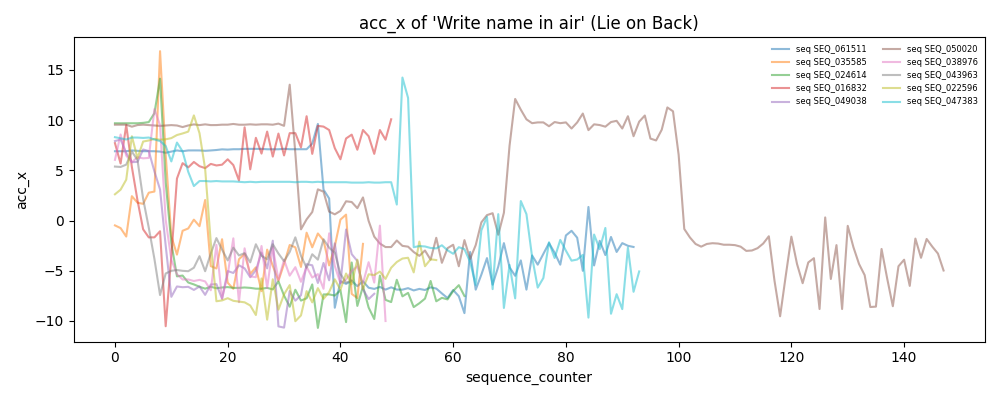 acc_x of 'Write name in air' (Lie on Back)
acc_x
15
10
5
0
−5
−10
0 20 40 60 80 100 120 140
sequence_counter
seq SEQ_061511
seq SEQ_035585
seq SEQ_024614
seq SEQ_016832
seq SEQ_049038
seq SEQ_050020
seq SEQ_038976
seq SEQ_043963
seq SEQ_022596
seq SEQ_047383